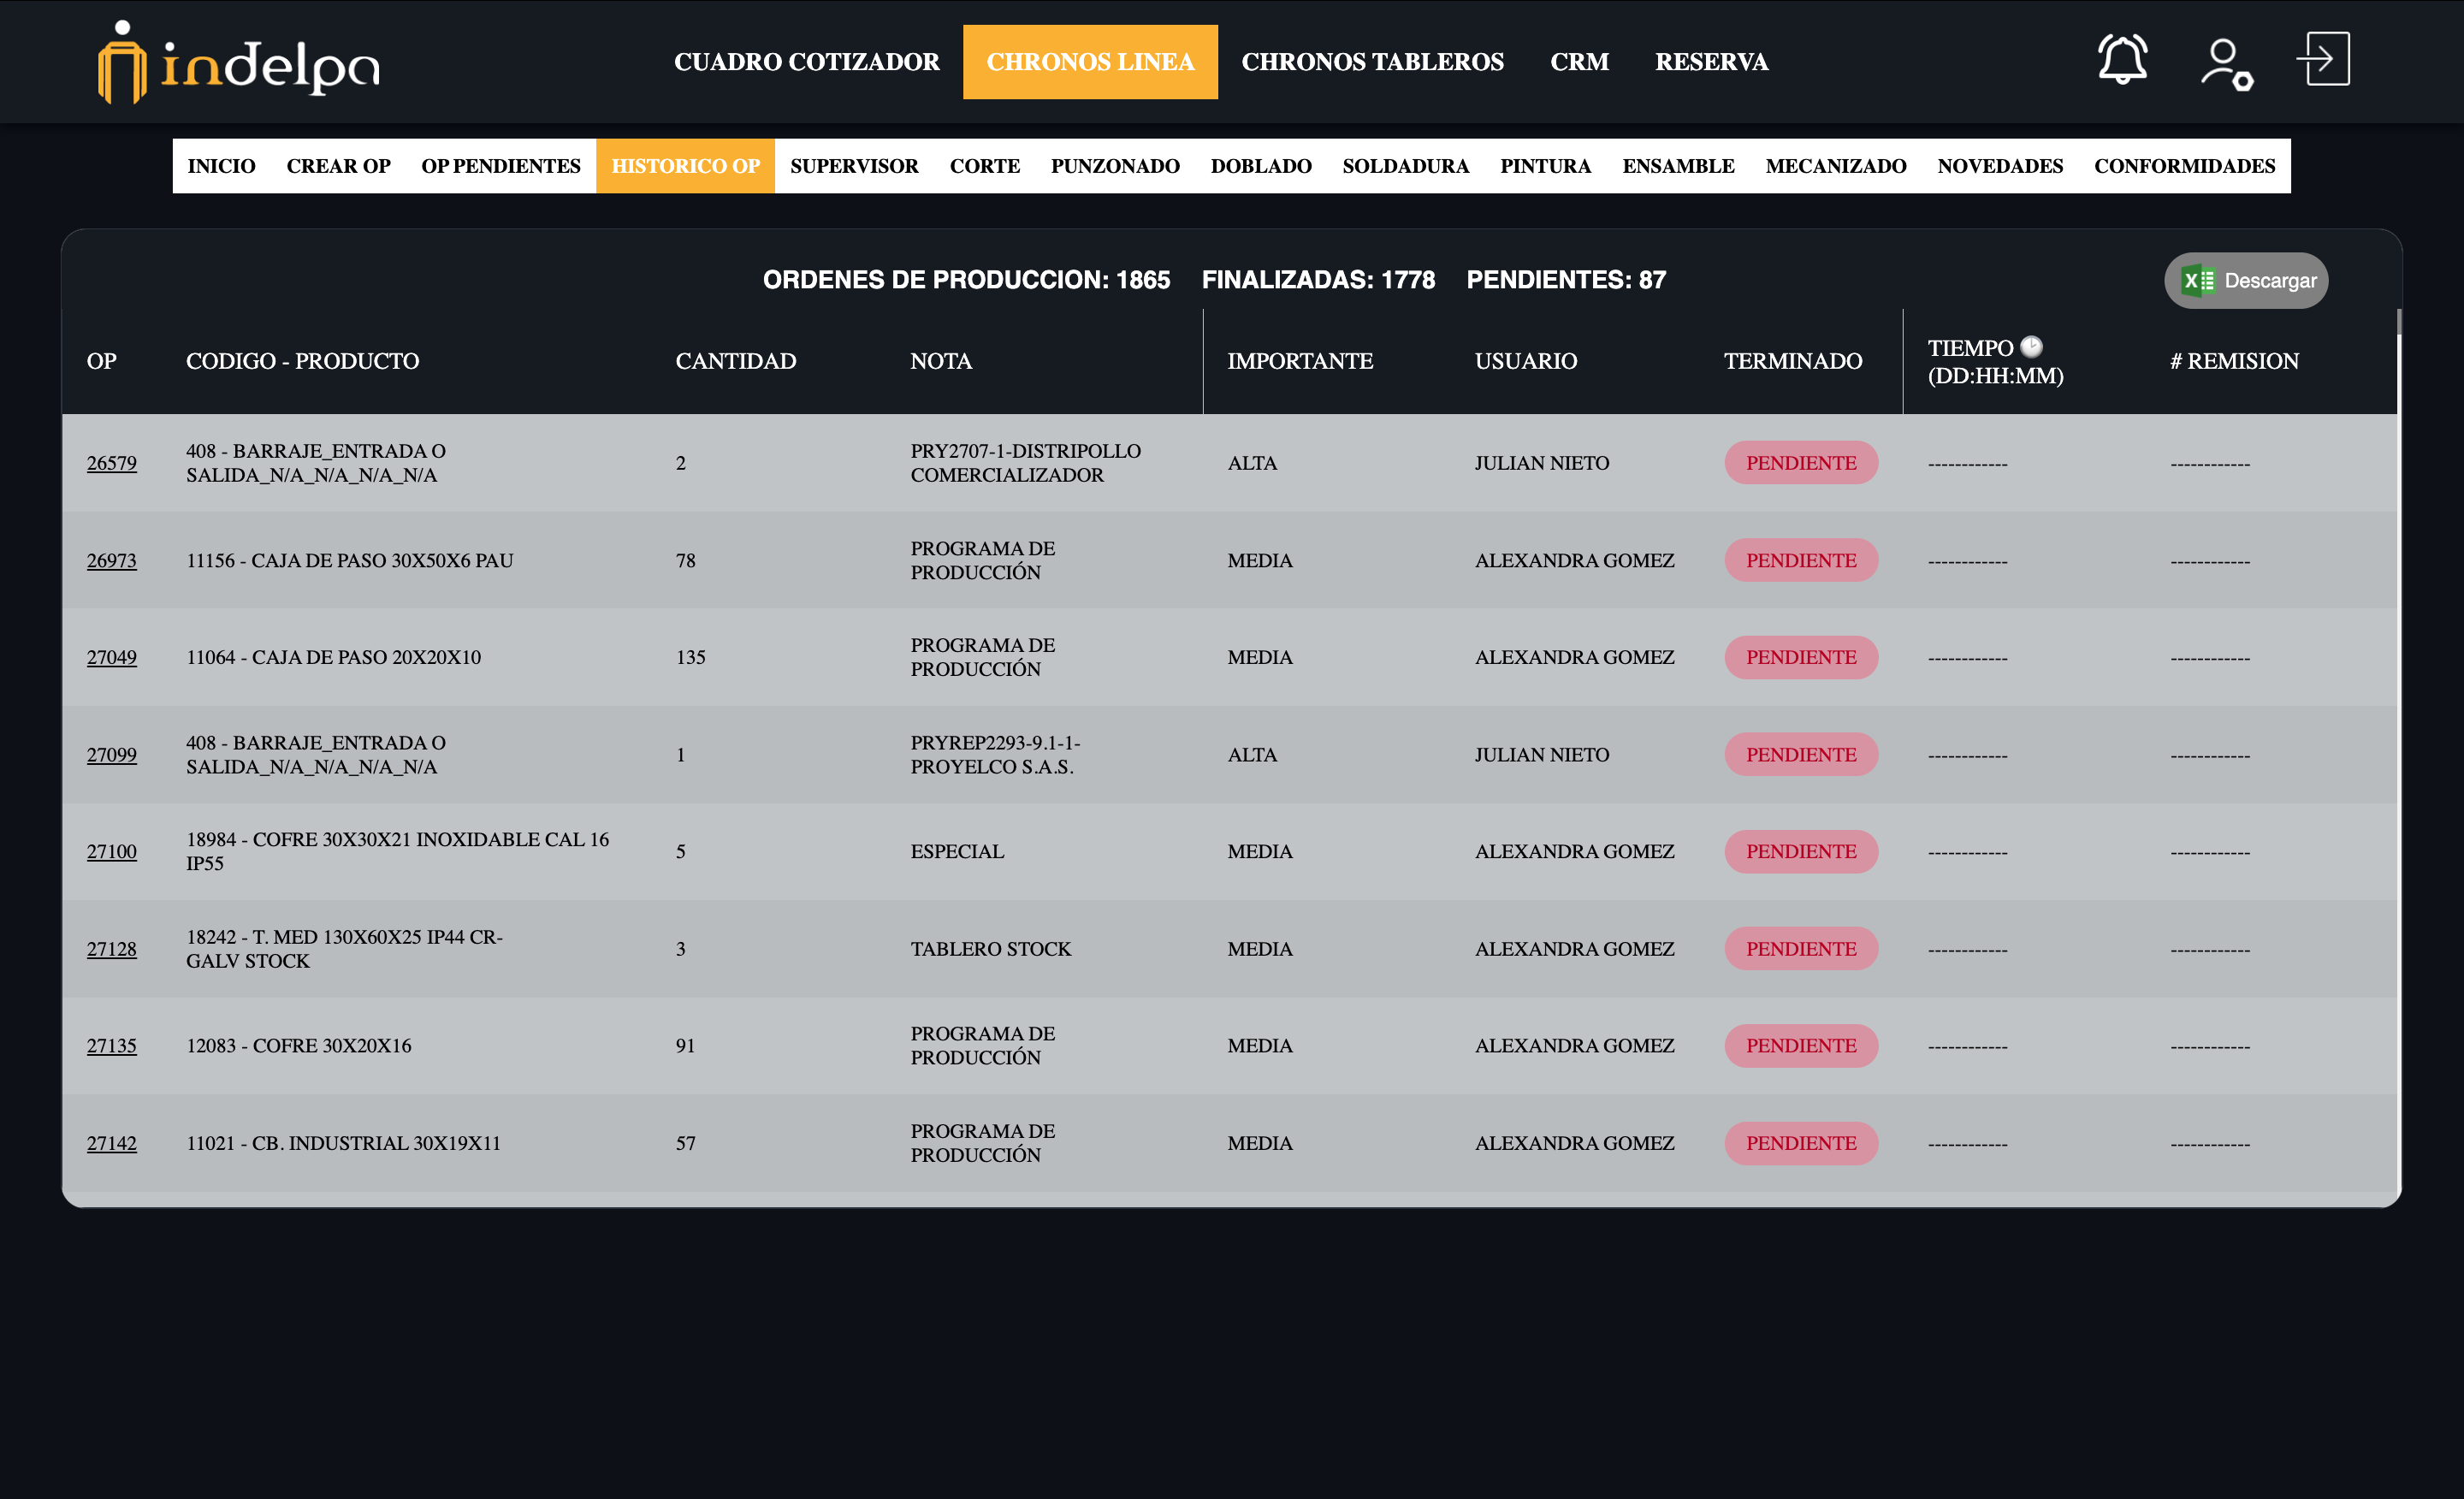 indelpa
CUADRO COTIZADOR CHRONOS LINEA CHRONOS TABLEROS CRM RESERVA
INICIO CREAR OP OP PENDIENTES HISTORICO OP SUPERVISOR CORTE PUNZONADO DOBLADO SOLDADURA PINTURA ENSAMBLE MECANIZADO NOVEDADES CONFORMIDADES
ORDENES DE PRODUCCION: 1865 FINALIZADAS: 1778 PENDIENTES: 87
Descargar
OP CODIGO - PRODUCTO CANTIDAD NOTA IMPORTANTE USUARIO TERMINADO TIEMPO # REMISION
(DD:HH:MM)
408 - BARRAJE_ENTRADA O PRY2707-1-DISTRIPOLLO
26579 2 ALTA JULIAN NIETO PENDIENTE ------------ ------------
SALIDA_N/A_N/A_N/A_N/A COMERCIALIZADOR
PROGRAMA DE
26973 11156 - CAJA DE PASO 30X50X6 PAU 78 MEDIA ALEXANDRA GOMEZ PENDIENTE ------------ ------------
PRODUCCIÓN
PROGRAMA DE
27049 11064 - CAJA DE PASO 20X20X10 135 MEDIA ALEXANDRA GOMEZ PENDIENTE ------------ ------------
PRODUCCIÓN
408 - BARRAJE_ENTRADA O PRYREP2293-9.1-1-
27099 1 ALTA JULIAN NIETO PENDIENTE ------------ ------------
SALIDA_N/A_N/A_N/A_N/A PROYELCO S.A.S.
18984 - COFRE 30X30X21 INOXIDABLE CAL 16
27100 5 ESPECIAL MEDIA ALEXANDRA GOMEZ PENDIENTE ------------ ------------
IP55
18242 - T. MED 130X60X25 IP44 CR-
27128 3 TABLERO STOCK MEDIA ALEXANDRA GOMEZ PENDIENTE ------------ ------------
GALV STOCK
PROGRAMA DE
27135 12083 - COFRE 30X20X16 91 MEDIA ALEXANDRA GOMEZ PENDIENTE ------------ ------------
PRODUCCIÓN
PROGRAMA DE
27142 11021 - CB. INDUSTRIAL 30X19X11 57 MEDIA ALEXANDRA GOMEZ PENDIENTE ------------ ------------
PRODUCCIÓN